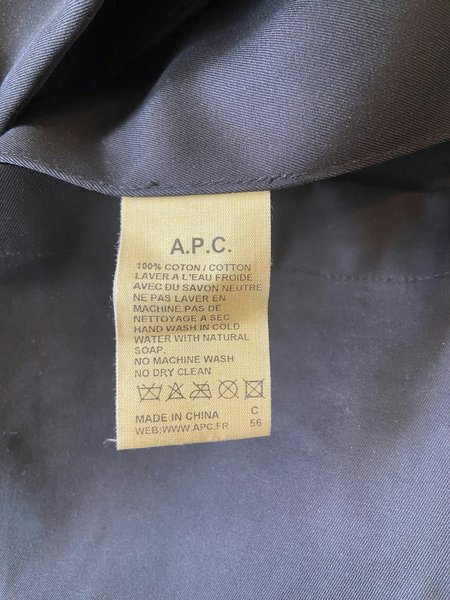 A.P.C.
100% COTON / COTTON
LAVER A L'EAU FROIDE
AVEC DU SAVON NEUTRE
NE PAS LAVER EN
MACHINE.PAS DE
NETTOYAGE A SEC
HAND WASH IN COLD
WATER WITH NATURAL
SOAP.
NO MACHINE WASH
NO DRY CLEAN
MADE IN CHINA C
WEB:WWW.APC.FR 56